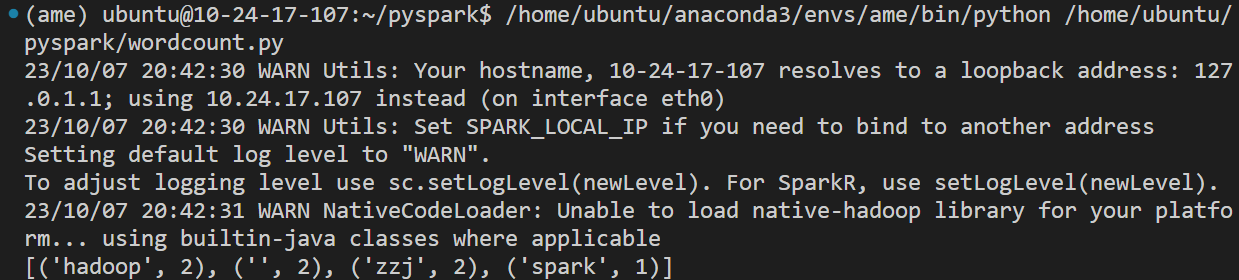 (ame) ubuntu@10-24-17-107:~/pyspark$ /home/ubuntu/anaconda3/envs/ame/bin/python /home/ubuntu/
pyspark/wordcount.py
23/10/07 20:42:30 WARN Utils: Your hostname, 10-24-17-107 resolves to a loopback address: 127
.0.1.1; using 10.24.17.107 instead (on interface eth0)
23/10/07 20:42:30 WARN Utils: Set SPARK_LOCAL_IP if you need to bind to another address
Setting default log level to "WARN".
To adjust logging level use sc.setLogLevel(newLevel). For SparkR, use setLogLevel(newLevel).
23/10/07 20:42:31 WARN NativeCodeLoader: Unable to load native-hadoop library for your platfo
rm... using builtin-java classes where applicable
[('hadoop', 2), ('', 2), ('zzj', 2), ('spark', 1)]